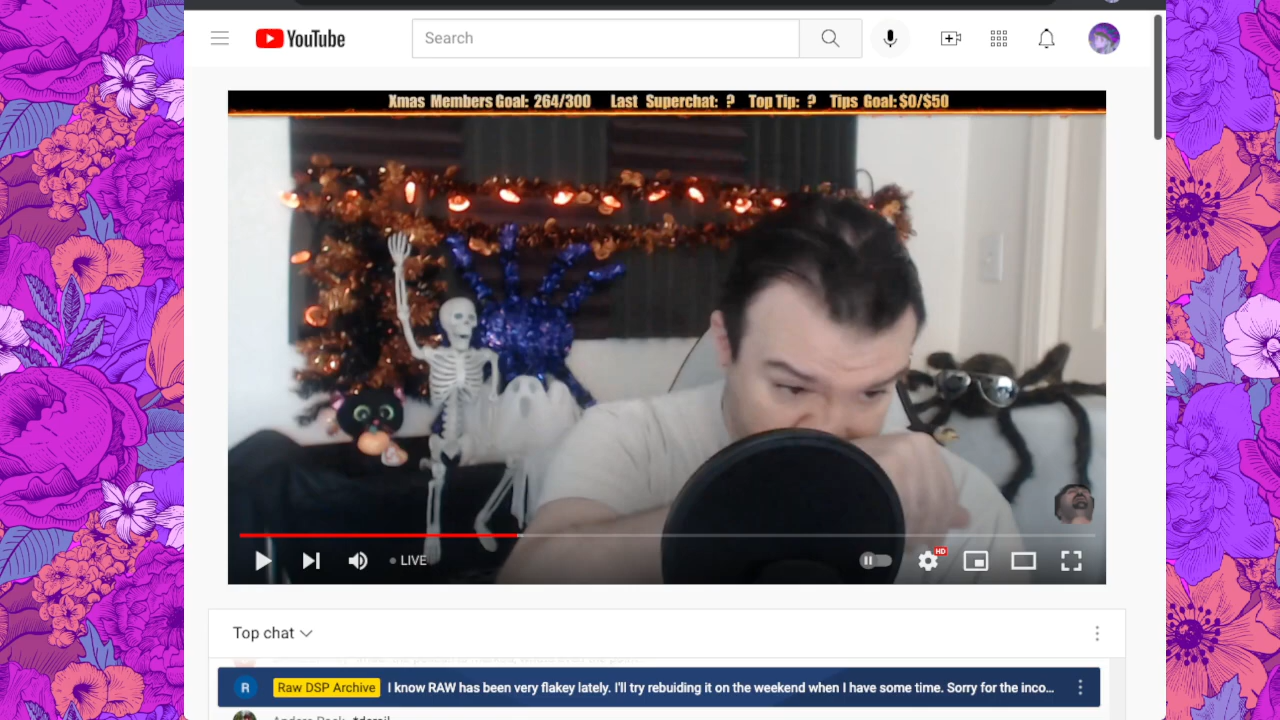 YouTube
Search
Xmas Members Goal: 264/300 Last Superchat: ? Top Tip: ? Tips Goal: $0/$50
LIVE
HD
Top chat
R Raw DSP Archive I know RAW has been very flakey lately. I'll try rebuiding it on the weekend when I have some time. Sorry for the inco...